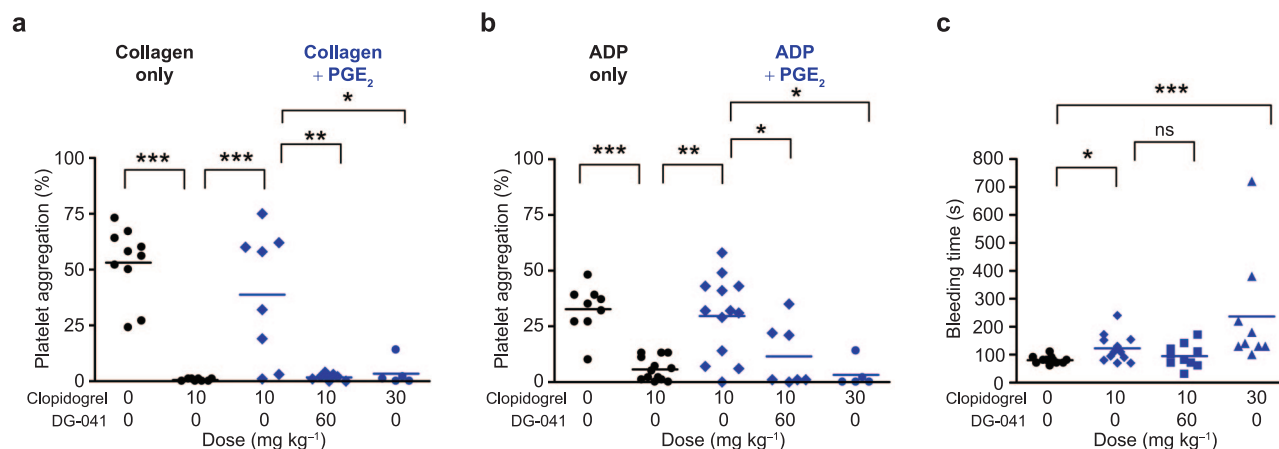 a
Collagen only
Collagen + PGE₂
*
**
***
***
Platelet aggregation (%)
100
75
50
25
0
Clopidogrel 0 10 10 10 30
DG-041 0 0 0 60 0
Dose (mg kg⁻¹)
b
ADP only
ADP + PGE₂
*
*
***
**
Platelet aggregation (%)
100
75
50
25
0
Clopidogrel 0 10 10 10 30
DG-041 0 0 0 60 0
Dose (mg kg⁻¹)
c
***
ns
*
Bleeding time (s)
800
700
600
500
400
300
200
100
0
Clopidogrel 0 10 10 30
DG-041 0 0 60 0
Dose (mg kg⁻¹)